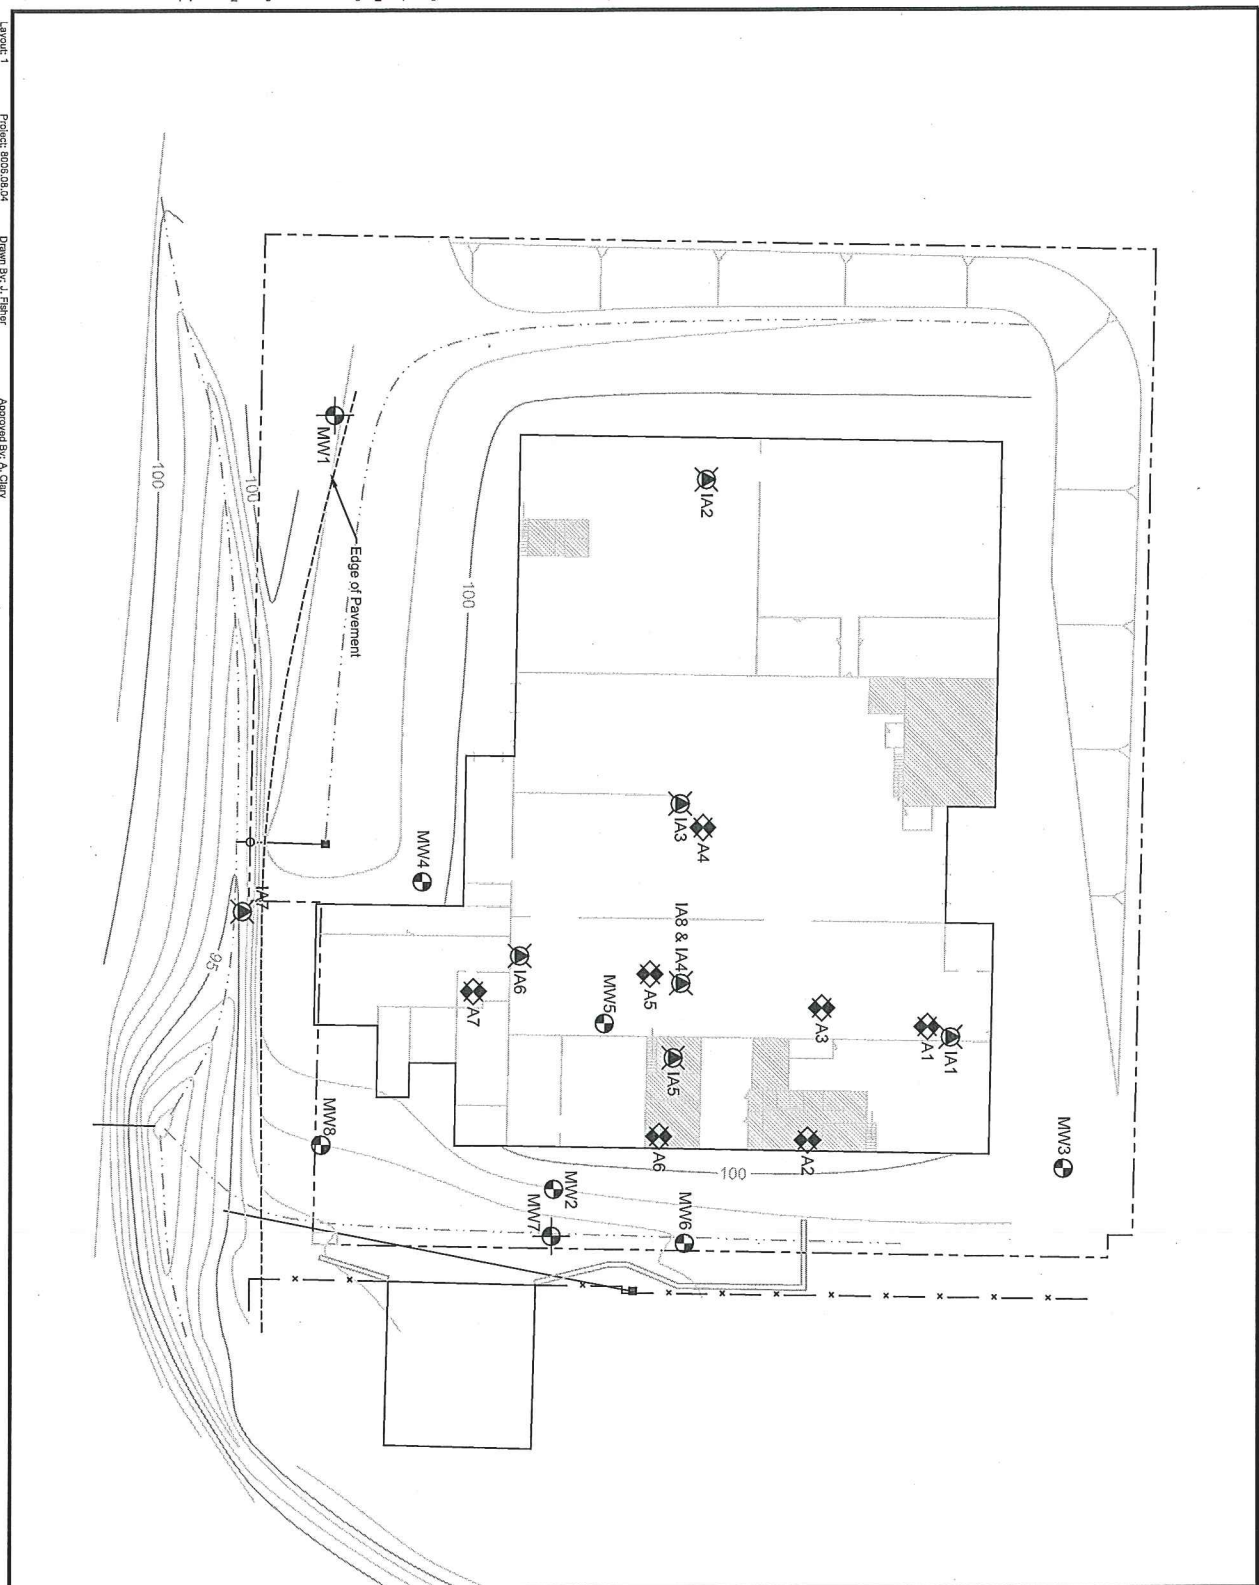 Layout: 1
Project: 8006.08.04
Drawn By: J. Fisher
Approved By: A. Clary
MW3
IA1
A1
A3
A2
IA2
A4
IA3
IA8 & IA4
A5
IA5
A6
MW5
MW6
100
MW2
MW7
IA6
A7
100
MW4
Edge of Pavement
MW1
MW8
100
IA7
95
100